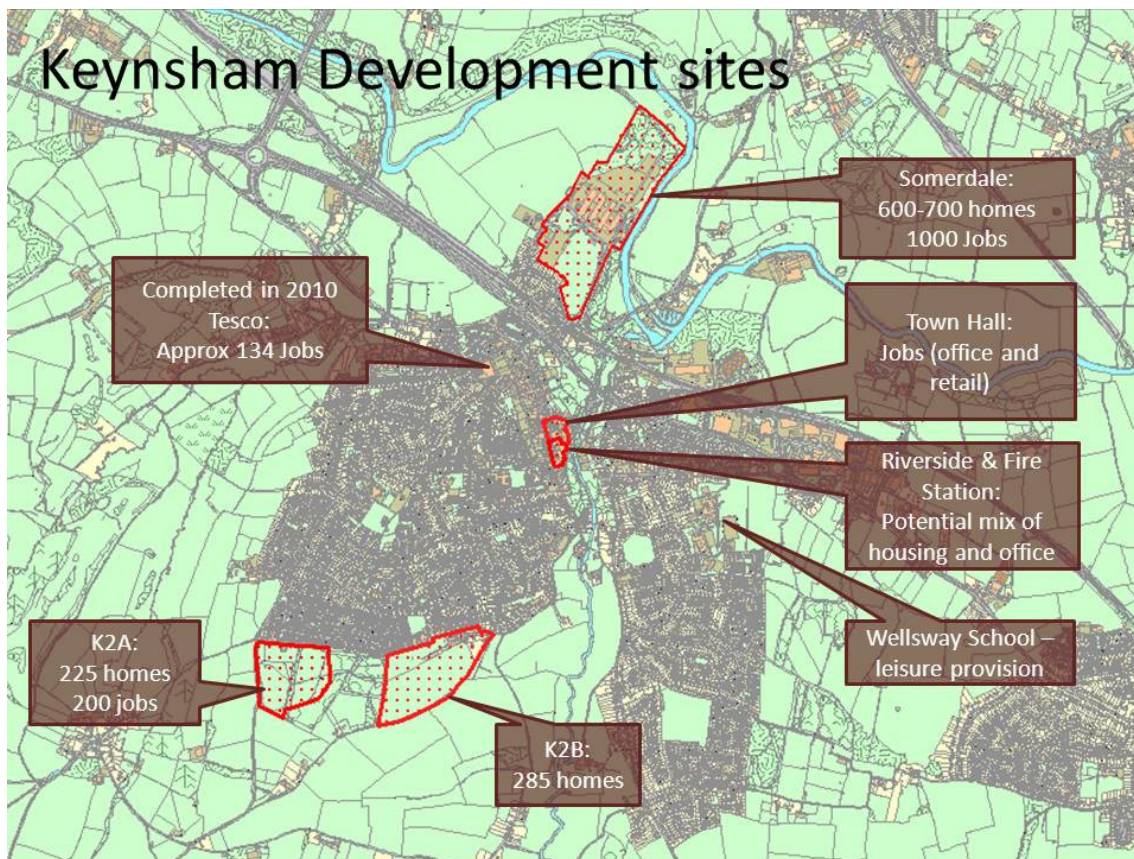 Keynsham Development sites
Somerdale:
600-700 homes
1000 Jobs
Completed in 2010
Tesco:
Approx 134 Jobs
Town Hall:
Jobs (office and
retail)
Riverside & Fire
Station:
Potential mix of
housing and office
Wellsway School –
leisure provision
K2A:
225 homes
200 jobs
K2B:
285 homes